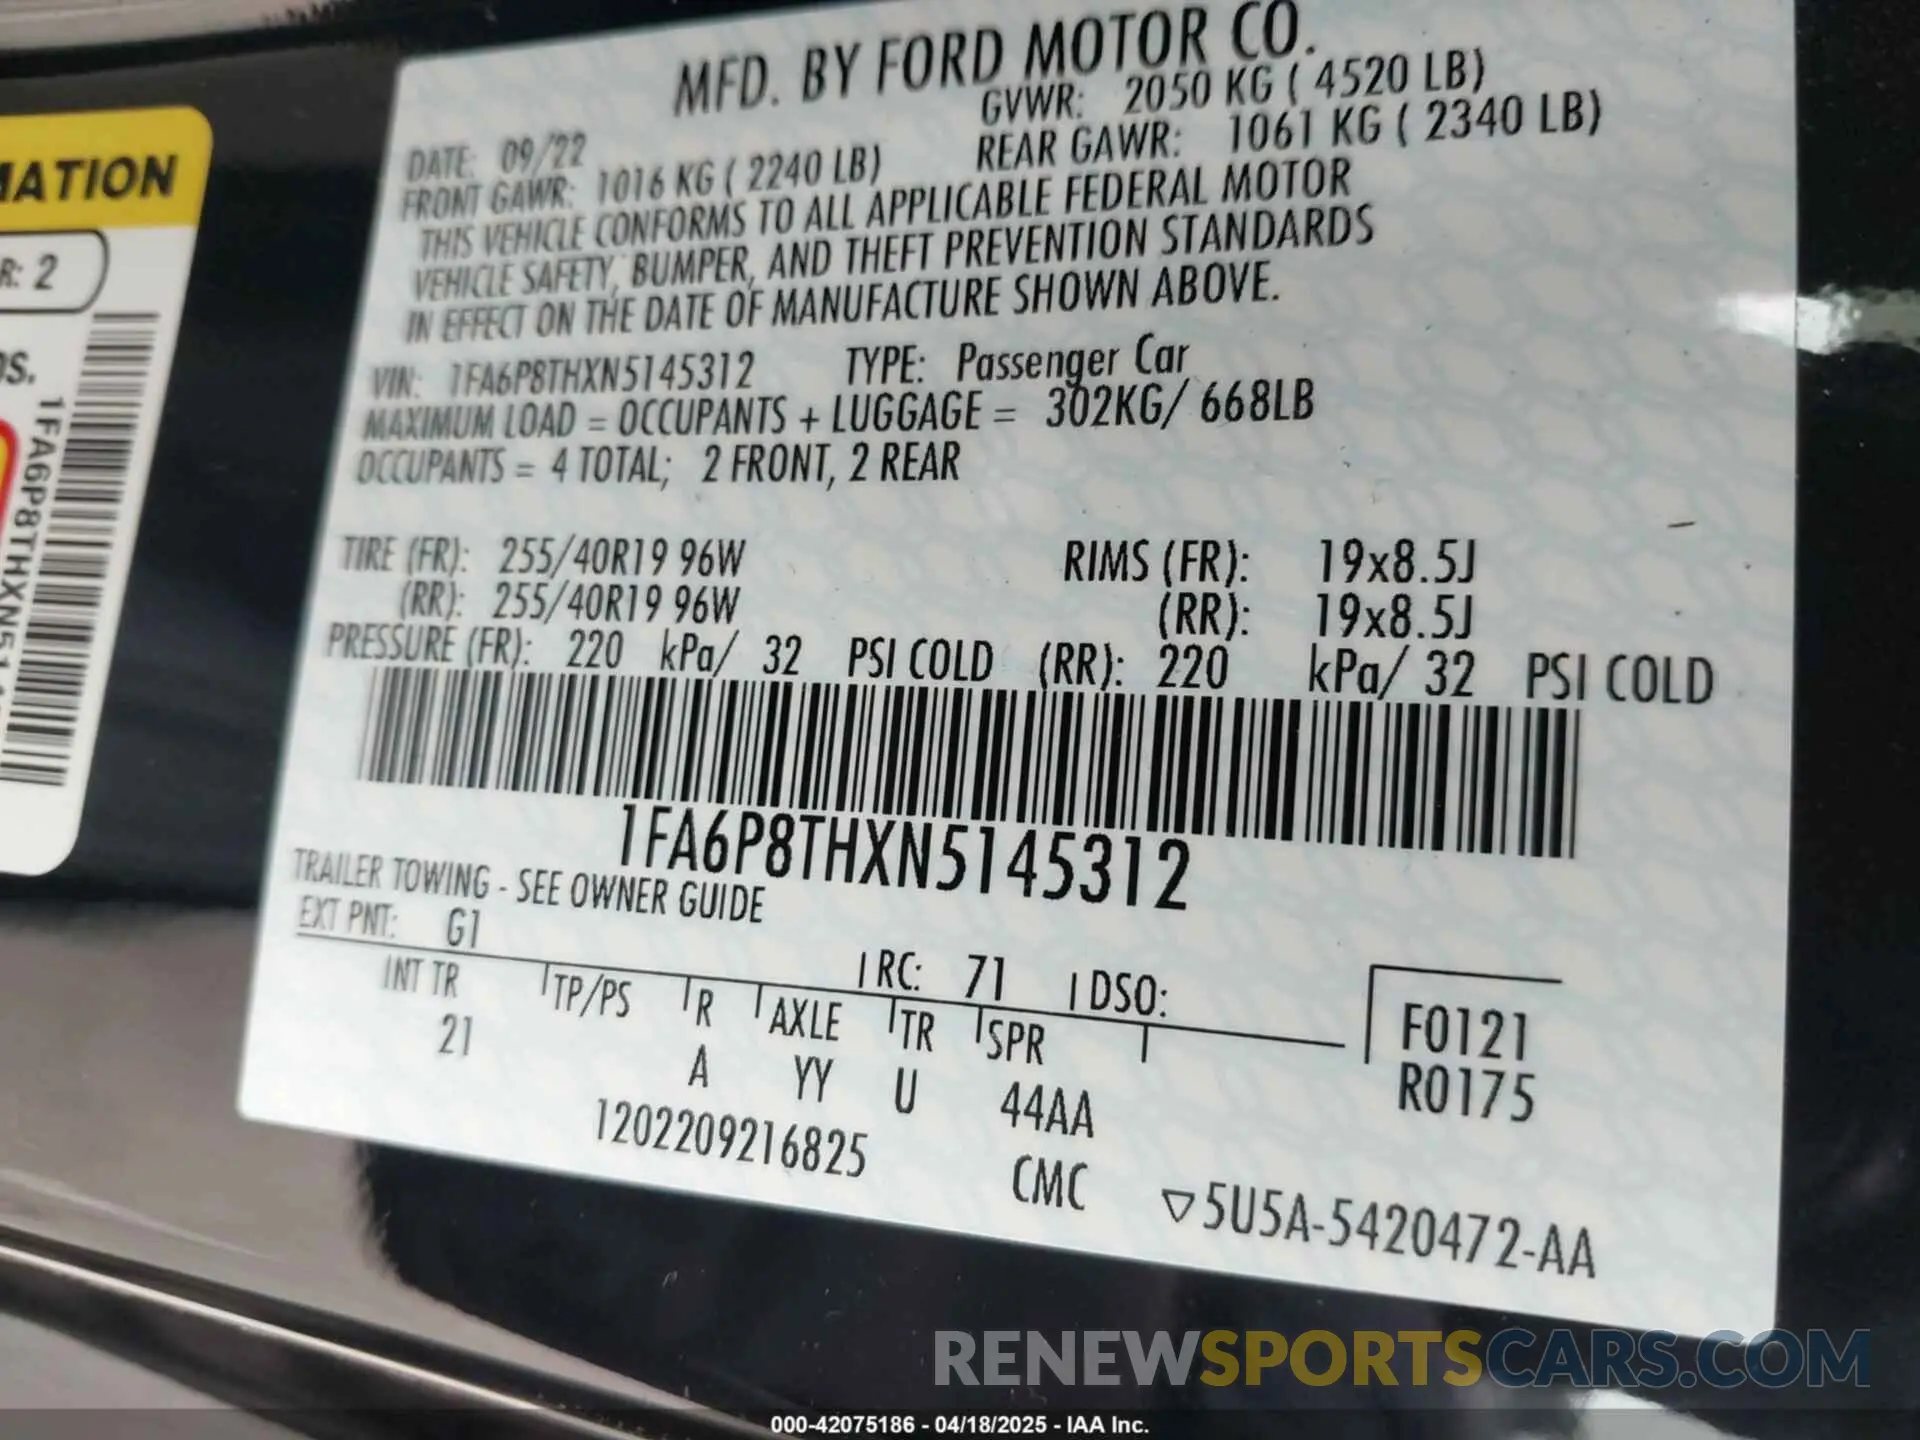 MFD. BY FORD MOTOR CO.
GVWR: 2050 KG ( 4520 LB)
DATE: 09/22
FRONT GAWR: 1016 KG ( 2240 LB) REAR GAWR: 1061 KG ( 2340 LB)
THIS VEHICLE CONFORMS TO ALL APPLICABLE FEDERAL MOTOR
VEHICLE SAFETY, BUMPER, AND THEFT PREVENTION STANDARDS
IN EFFECT ON THE DATE OF MANUFACTURE SHOWN ABOVE.
VIN: 1FA6P8THXN5145312 TYPE: Passenger Car
MAXIMUM LOAD = OCCUPANTS + LUGGAGE = 302KG/ 668LB
OCCUPANTS = 4 TOTAL; 2 FRONT, 2 REAR
TIRE (FR): 255/40R19 96W RIMS (FR): 19x8.5J
(RR): 255/40R19 96W (RR): 19x8.5J
PRESSURE (FR): 220 kPa/ 32 PSI COLD (RR): 220 kPa/ 32 PSI COLD
1FA6P8THXN5145312
TRAILER TOWING - SEE OWNER GUIDE
EXT PNT: G1 RC: 71 DSO:
INT TR TP/PS R AXLE TR SPR
21 A YY U 44AA
F0121
R0175
1202209216825 CMC ▽5U5A-5420472-AA
MATION
R: 2
OS.
1FA6P8THXN514
RENEWSPORTSCARS.COM
000-42075186 - 04/18/2025 - IAA Inc.